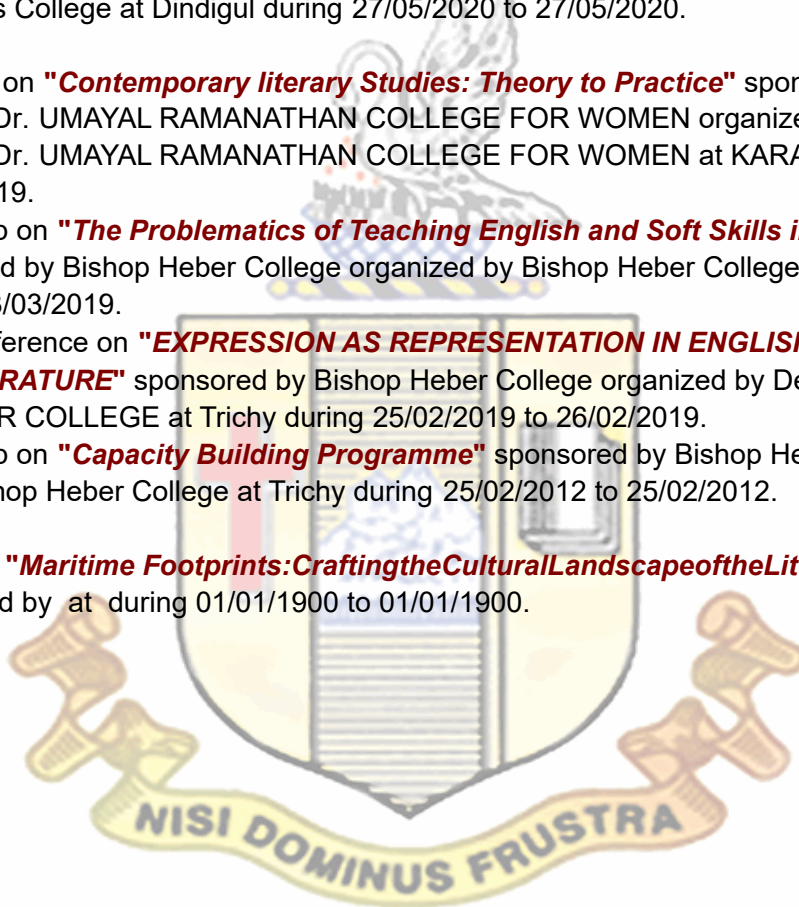 s College at Dindigul during 27/05/2020 to 27/05/2020.
on "Contemporary literary Studies: Theory to Practice" spon
Dr. UMAYAL RAMANATHAN COLLEGE FOR WOMEN organize
Dr. UMAYAL RAMANATHAN COLLEGE FOR WOMEN at KARA
19.
o on "The Problematics of Teaching English and Soft Skills i
d by Bishop Heber College organized by Bishop Heber College
/03/2019.
ference on "EXPRESSION AS REPRESENTATION IN ENGLIS
RATURE" sponsored by Bishop Heber College organized by De
R COLLEGE at Trichy during 25/02/2019 to 26/02/2019.
o on "Capacity Building Programme" sponsored by Bishop He
hop Heber College at Trichy during 25/02/2012 to 25/02/2012.
"Maritime Footprints:CraftingtheCulturalLandscapeoftheLit
d by at during 01/01/1900 to 01/01/1900.
NISI DOMINUS FRUSTRA